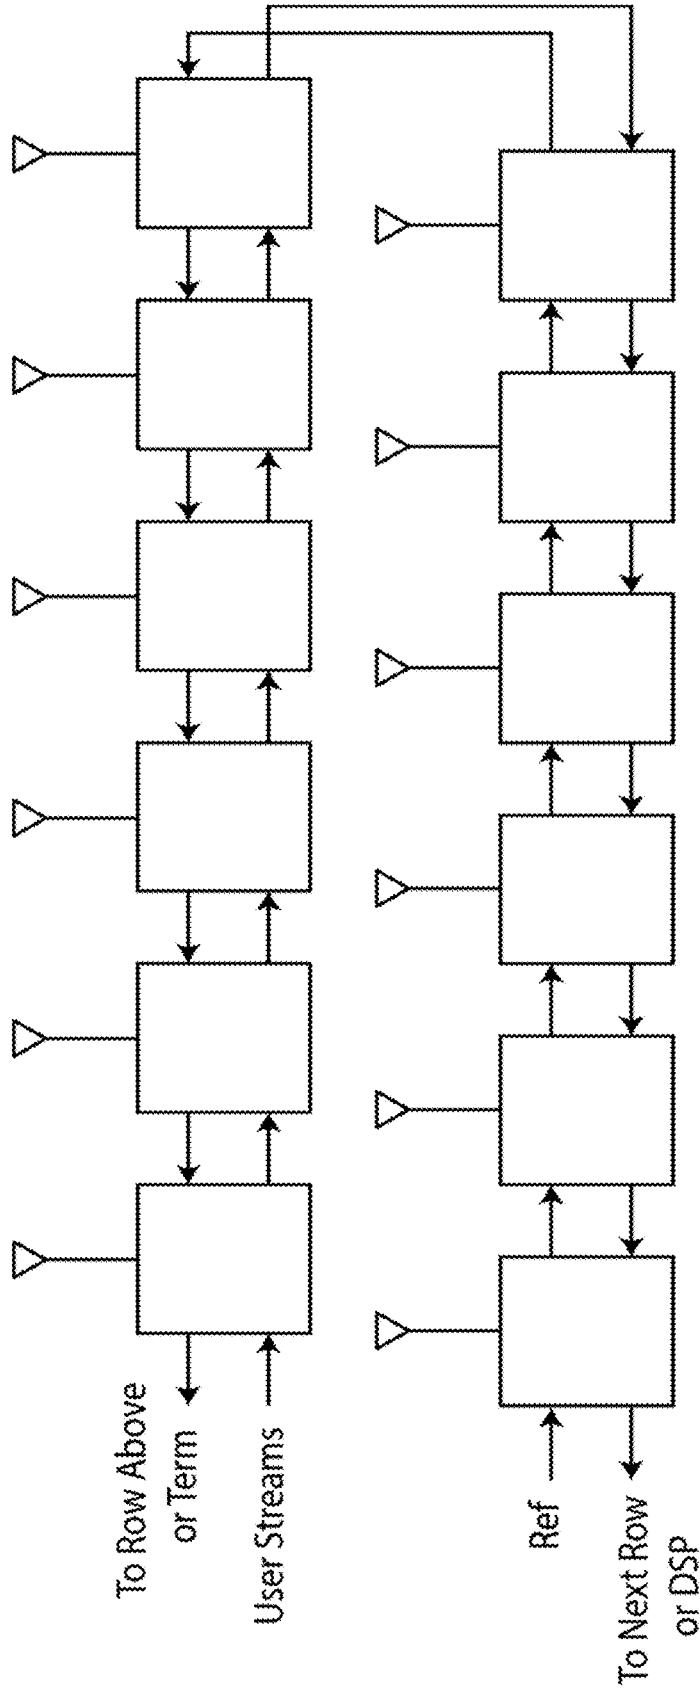 To Row Above
or Term
User Streams
Ref
To Next Row
or DSP